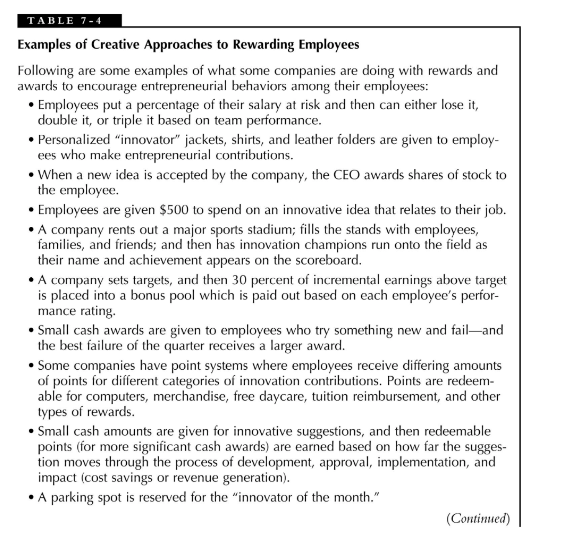 TABLE 7-4
Examples of Creative Approaches to Rewarding Employees
Following are some examples of what some companies are doing with rewards and
awards to encourage entrepreneurial behaviors among their employees:
• Employees put a percentage of their salary at risk and then can either lose it,
double it, or triple it based on team performance.
• Personalized “innovator” jackets, shirts, and leather folders are given to employ-
ees who make entrepreneurial contributions.
• When a new idea is accepted by the company, the CEO awards shares of stock to
the employee.
• Employees are given $500 to spend on an innovative idea that relates to their job.
• A company rents out a major sports stadium; fills the stands with employees,
families, and friends; and then has innovation champions run onto the field as
their name and achievement appears on the scoreboard.
• A company sets targets, and then 30 percent of incremental earnings above target
is placed into a bonus pool which is paid out based on each employee’s perfor-
mance rating.
• Small cash awards are given to employees who try something new and fail—and
the best failure of the quarter receives a larger award.
• Some companies have point systems where employees receive differing amounts
of points for different categories of innovation contributions. Points are redeem-
able for computers, merchandise, free daycare, tuition reimbursement, and other
types of rewards.
• Small cash amounts are given for innovative suggestions, and then redeemable
points (for more significant cash awards) are earned based on how far the sugges-
tion moves through the process of development, approval, implementation, and
impact (cost savings or revenue generation).
• A parking spot is reserved for the “innovator of the month.”
(Continued)